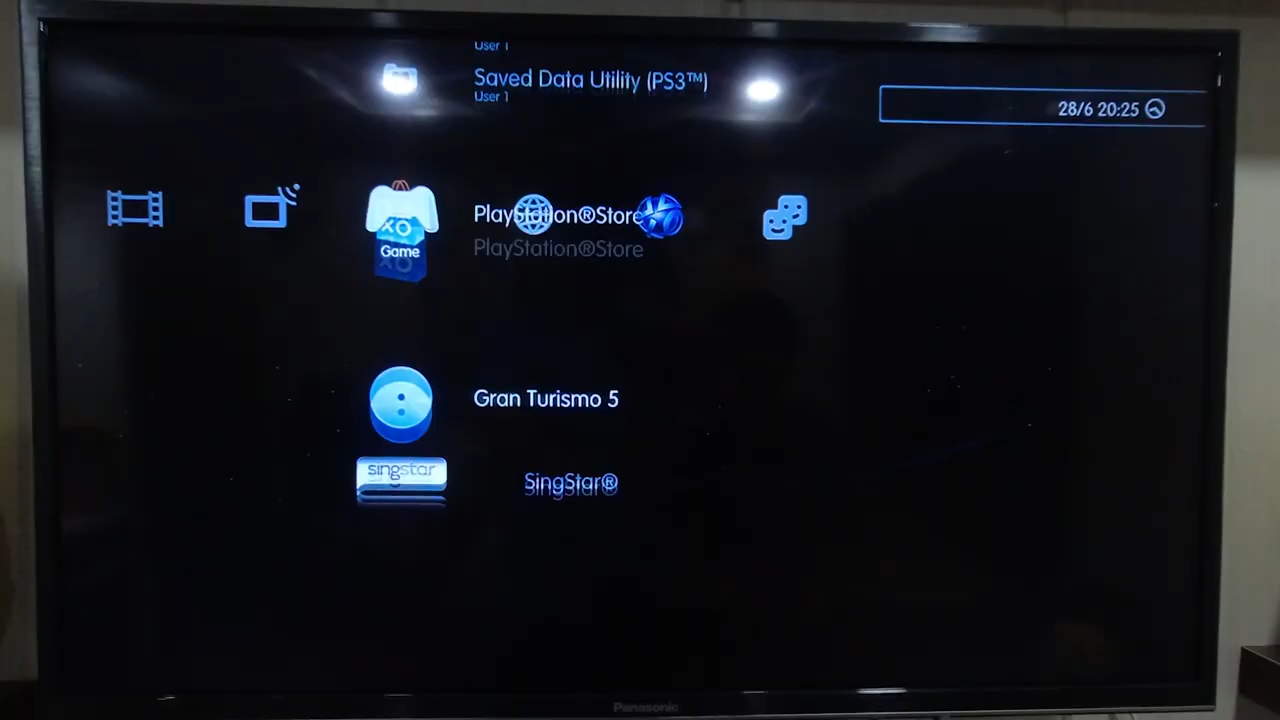 User 1
Saved Data Utility (PS3™)
User 1
28/6 20:25
PlayStation®Store
PlayStation®Store
Game
Gran Turismo 5
singstar
SingStar®
SingStar®
Panasonic